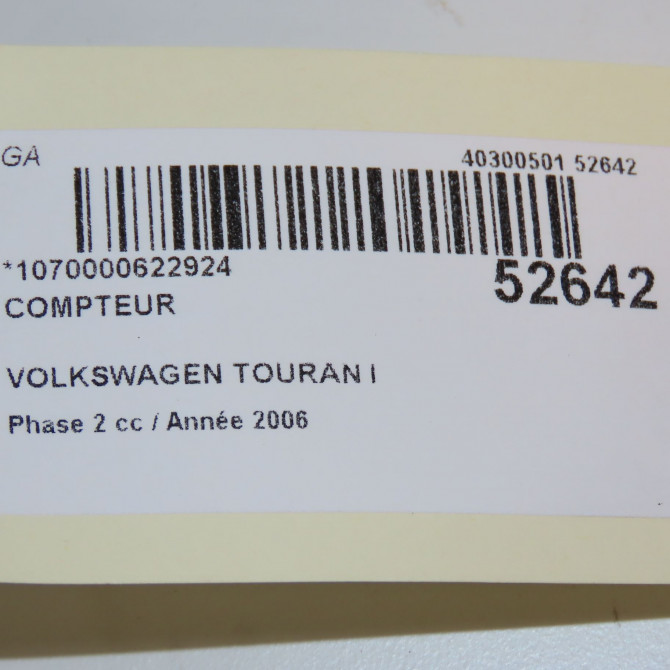 GA 40300501 52642
*1070000622924 52642
COMPTEUR
VOLKSWAGEN TOURAN I
Phase 2 cc / Année 2006